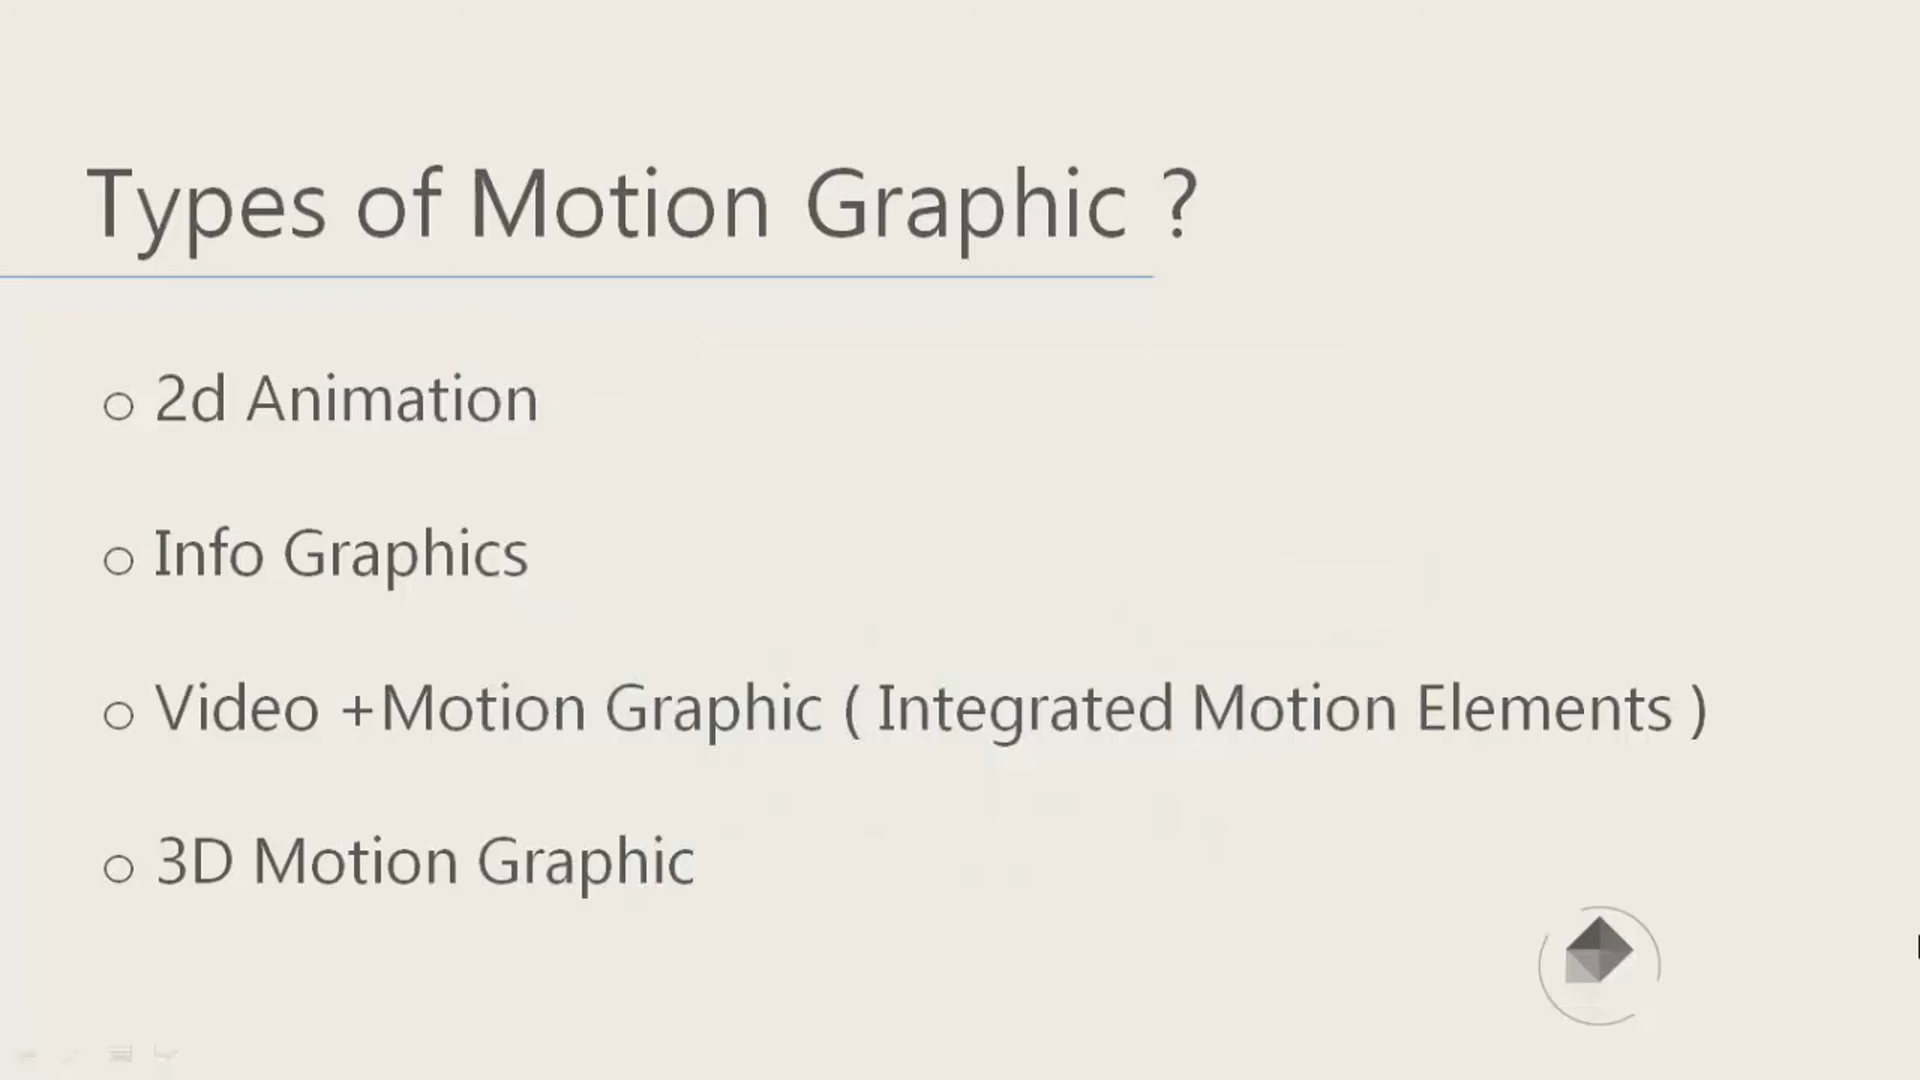 Types of Motion Graphic ?
2d Animation
Info Graphics
Video +Motion Graphic ( Integrated Motion Elements )
3D Motion Graphic